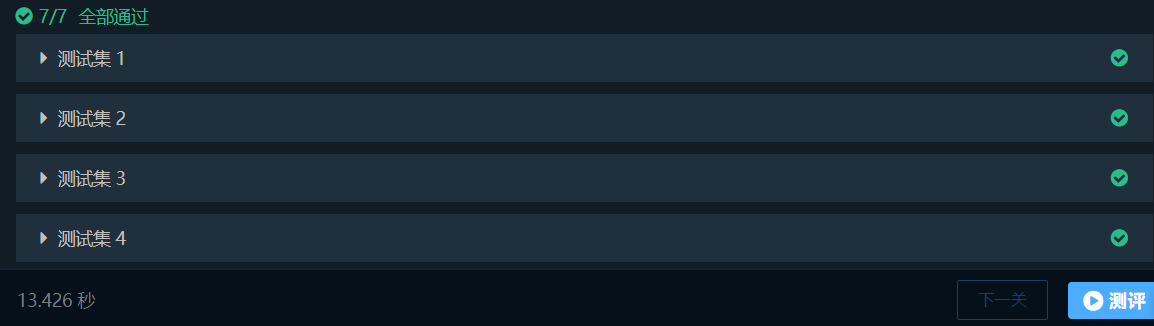 7/7 全部通过
测试集 1
测试集 2
测试集 3
测试集 4
13.426 秒
下一关
测评